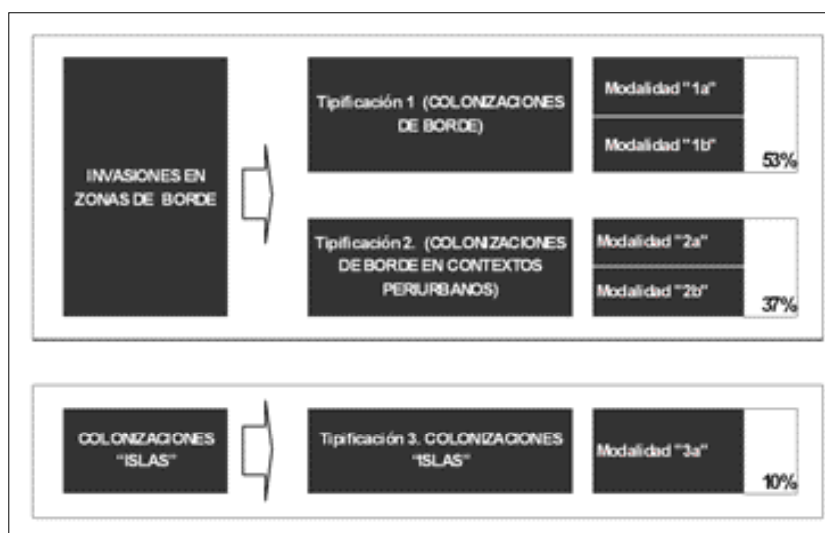 INVASIONES EN
ZONAS DE BORDE
Tipificación 1 (COLONIZACIONES
DE BORDE)
Modalidad "1a"
Modalidad "1b"
53%
Tipificación 2. (COLONIZACIONES
DE BORDE EN CONTEXTOS
PERIURBANOS)
Modalidad "2a"
Modalidad "2b"
37%
COLONIZACIONES
"ISLAS"
Tipificación 3. COLONIZACIONES
"ISLAS"
Modalidad "3a"
10%